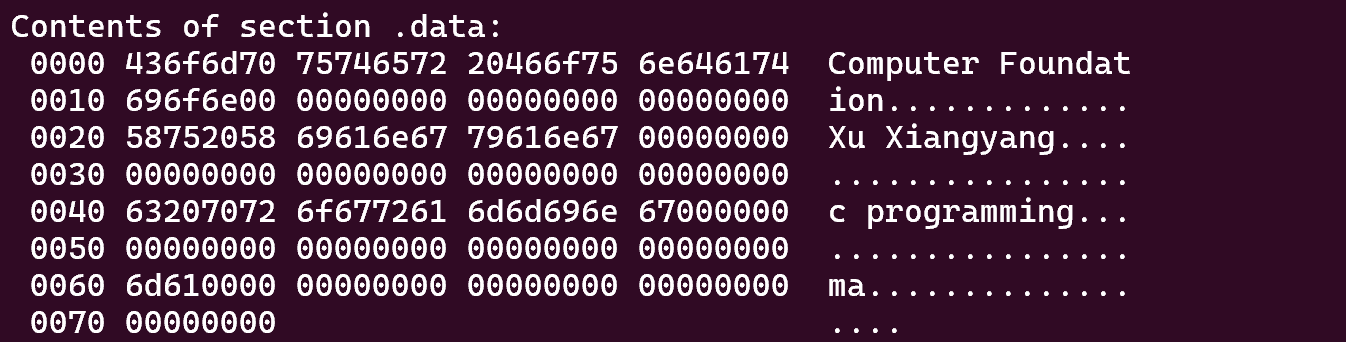 Contents of section .data:
 0000 436f6d70 75746572 20466f75 6e646174  Computer Foundat
 0010 696f6e00 00000000 00000000 00000000  ion.............
 0020 58752058 69616e67 79616e67 00000000  Xu Xiangyang....
 0030 00000000 00000000 00000000 00000000  ................
 0040 63207072 6f677261 6d6d696e 67000000  c programming...
 0050 00000000 00000000 00000000 00000000  ................
 0060 6d610000 00000000 00000000 00000000  ma..............
 0070 00000000                             ....